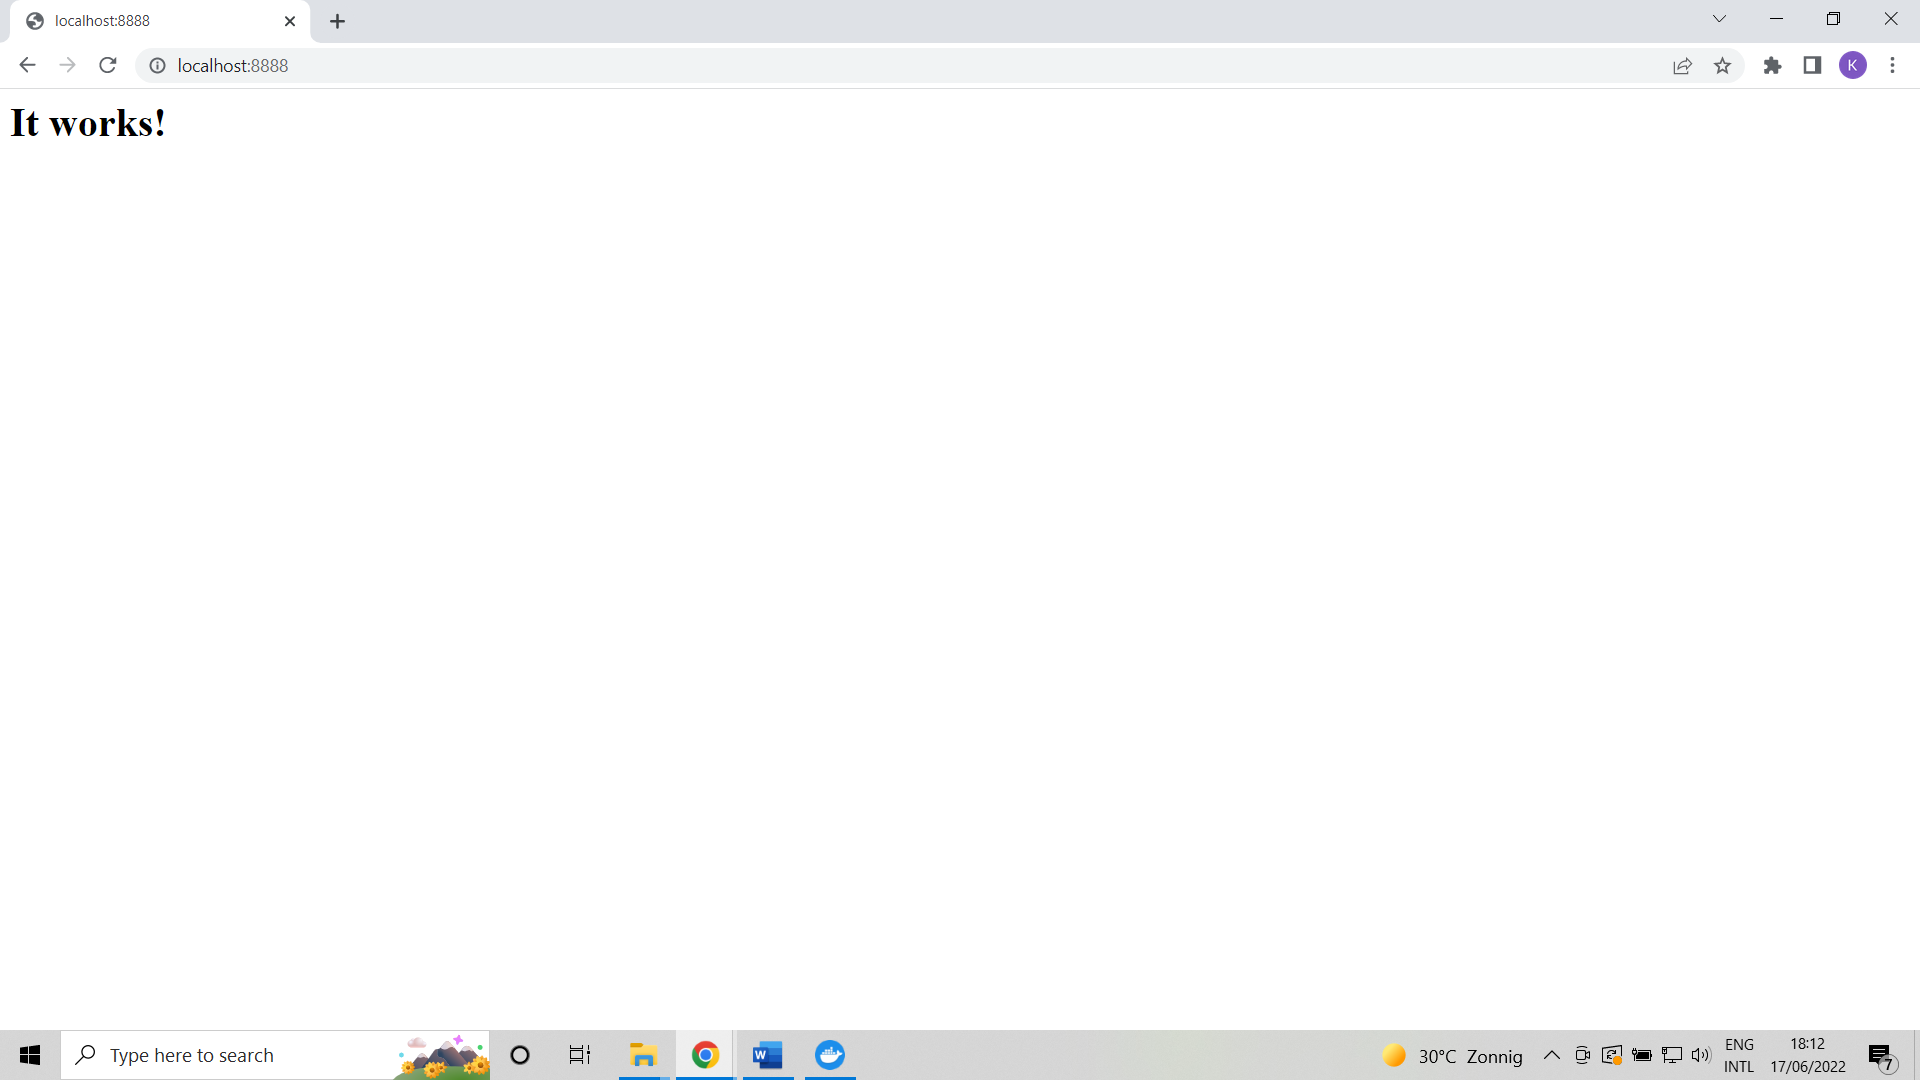 localhost:8888
localhost:8888
K
It works!
Type here to search
W
30°C Zonnig
ENG
INTL
18:12
17/06/2022
7